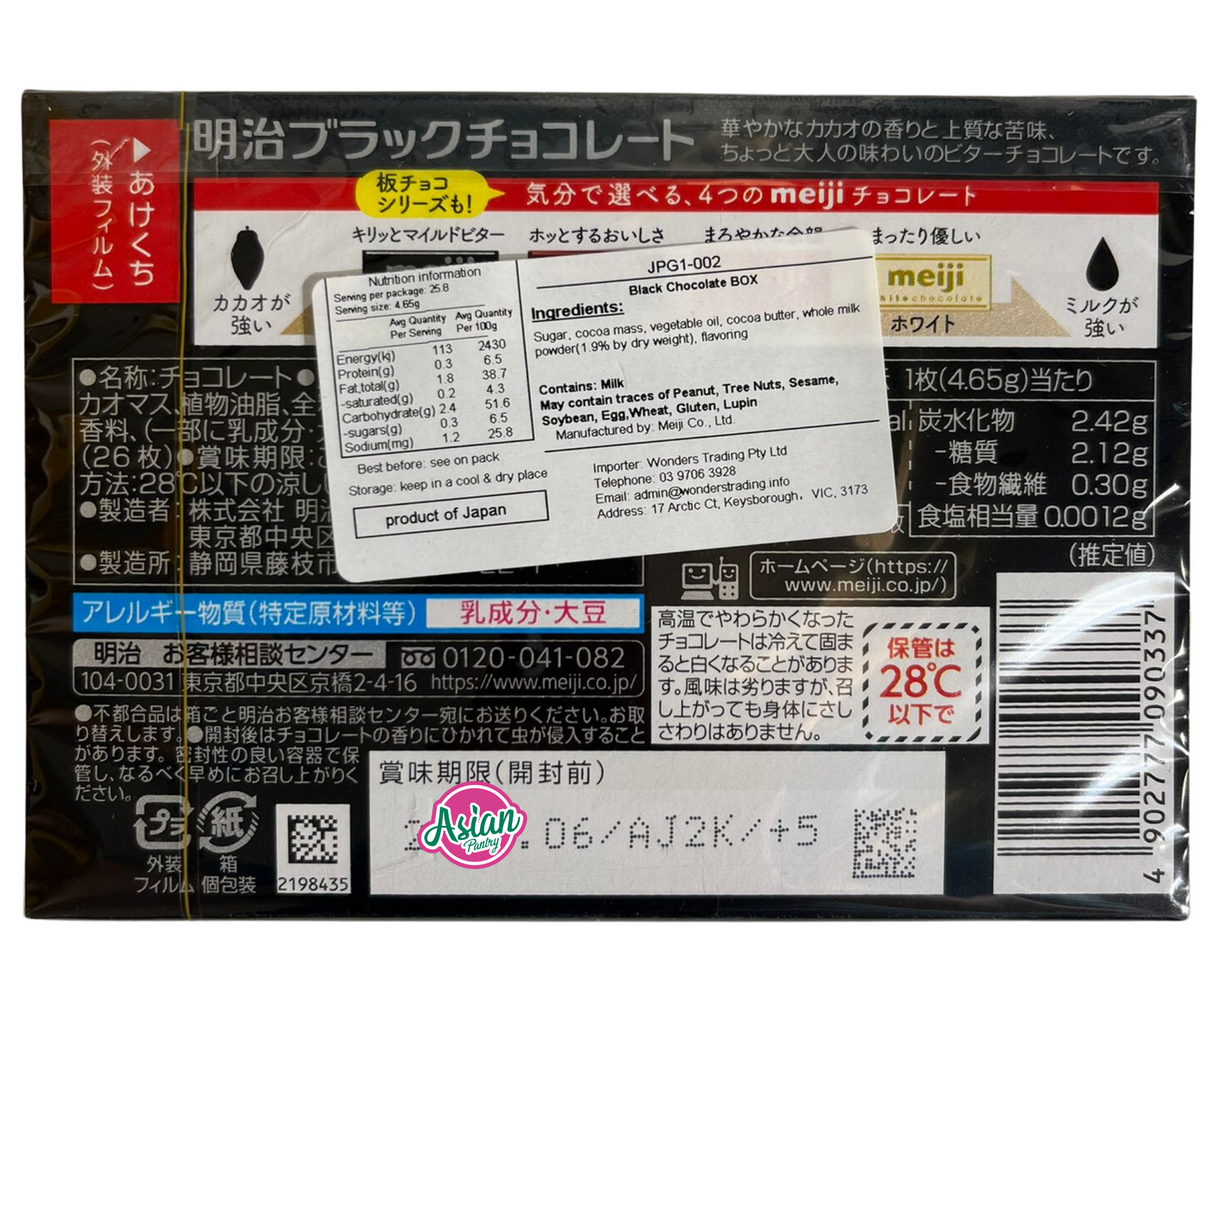 ▶あけくち
(外装フィルム)
明治ブラックチョコレート
華やかなカカオの香りと上質な苦味、
ちょっと大人の味わいのビターチョコレートです。
板チョコ
シリーズも!
気分で選べる、4つのmeijiチョコレート
カカオが
強い
キリッとマイルドビター
ホッとするおいしさ
まったり優しい
meiji
ホワイト
ミルクが
強い
Nutrition information
Serving per package: 25.8
Serving size: 4.65g
Avg Quantity Per Serving Avg Quantity Per 100g
Energy(kj) 113 2430
Protein(g) 0.3 6.5
Fat,total(g) 1.8 38.7
-saturated(g) 0.2 4.3
Carbohydrate(g) 2.4 51.6
-sugars(g) 0.3 6.5
Sodium(mg) 1.2 25.8
Best before: see on pack
Storage: keep in a cool & dry place
product of Japan
JPG1-002
Black Chocolate BOX
Ingredients:
Sugar, cocoa mass, vegetable oil, cocoa butter, whole milk
powder(1.9% by dry weight), flavoring
Contains: Milk
May contain traces of Peanut, Tree Nuts, Sesame,
Soybean, Egg,Wheat, Gluten, Lupin
Manufactured by: Meiji Co., Ltd.
Importer: Wonders Trading Pty Ltd
Telephone: 03 9706 3928
Email: admin@wonderstrading.info
Address: 17 Arctic Ct, Keysborough, VIC, 3173
●名称:チョコレート●
カオマス、植物油脂、全
香料、(一部に乳成分・
(26枚)●賞味期限:
方法:28℃以下の涼し
●製造者:株式会社 明治
東京都中央区
●製造所:静岡県藤枝市
1枚(4.65g)当たり
炭水化物 2.42g
-糖質 2.12g
-食物繊維 0.30g
食塩相当量 0.0012g
(推定値)
ホームページ(https://
www.meiji.co.jp/)
アレルギー物質(特定原材料等) 乳成分・大豆
明治 お客様相談センター 0120-041-082
104-0031 東京都中央区京橋2-4-16 https://www.meiji.co.jp/
●不都合品は箱ごと明治お客様相談センター宛にお送りください。お取
り替えします。●開封後はチョコレートの香りにひかれて虫が侵入すること
があります。密封性の良い容器で保
管し、なるべく早めにお召し上がりく
ださい。
高温でやわらかくなった
チョコレートは冷えて固ま
ると白くなることがありま
す。風味は劣りますが、召
し上がっても身体にさし
さわりはありません。
保管は
28℃
以下で
プラ
外装
フィルム
紙
箱
個包装
2198435
賞味期限(開封前)
.06/AJ2K/+5
Asian
Pantry
4 902777 090337